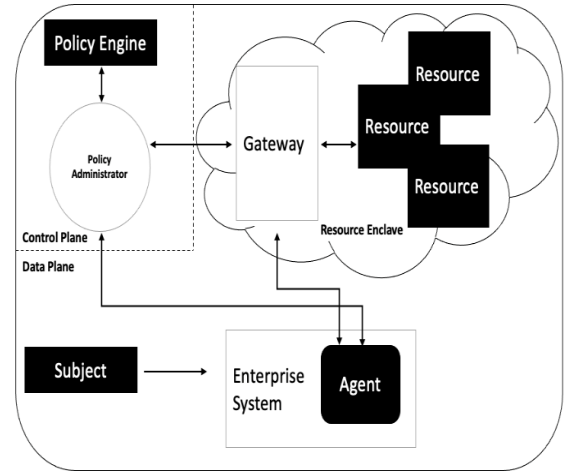 Policy Engine
Policy
Administrator
Gateway
Resource
Resource
Resource
Resource Enclave
Control Plane
Data Plane
Subject
Enterprise
System
Agent